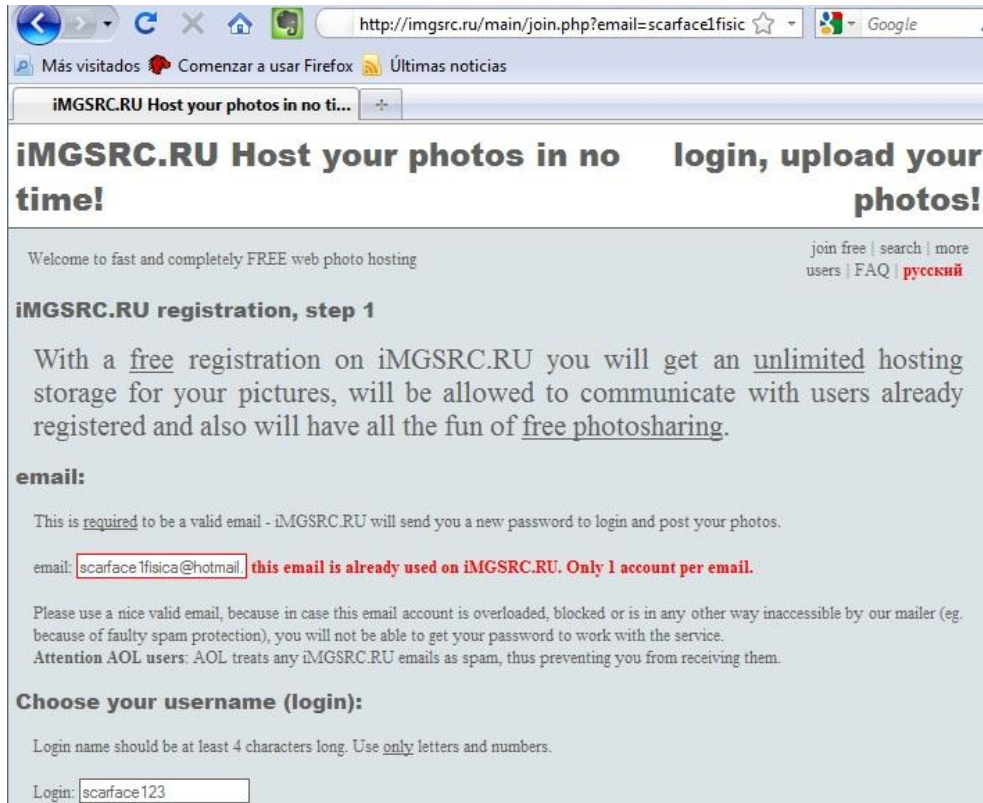 http://imgsrc.ru/main/join.php?email=scarface1fisic
Google
Más visitados Comenzar a usar Firefox Últimas noticias
iMGSRC.RU Host your photos in no ti...
iMGSRC.RU Host your photos in no
time!
login, upload your
photos!
Welcome to fast and completely FREE web photo hosting
join free | search | more
users | FAQ | русский
iMGSRC.RU registration, step 1
With a free registration on iMGSRC.RU you will get an unlimited hosting
storage for your pictures, will be allowed to communicate with users already
registered and also will have all the fun of free photosharing.
email:
This is required to be a valid email - iMGSRC.RU will send you a new password to login and post your photos.
email: scarface1fisica@hotmail. this email is already used on iMGSRC.RU. Only 1 account per email.
Please use a nice valid email, because in case this email account is overloaded, blocked or is in any other way inaccessible by our mailer (eg.
because of faulty spam protection), you will not be able to get your password to work with the service.
Attention AOL users: AOL treats any iMGSRC.RU emails as spam, thus preventing you from receiving them.
Choose your username (login):
Login name should be at least 4 characters long. Use only letters and numbers.
Login: scarface123